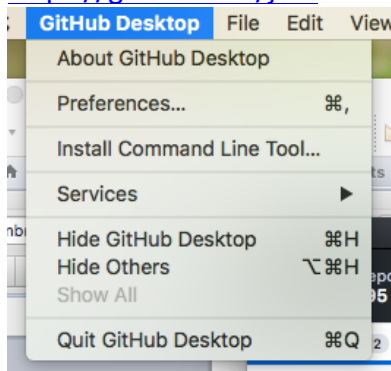 GitHub Desktop File Edit View
About GitHub Desktop
Preferences... ⌘,
Install Command Line Tool...
Services ▶
Hide GitHub Desktop ⌘H
Hide Others ⌥⌘H
Show All
Quit GitHub Desktop ⌘Q